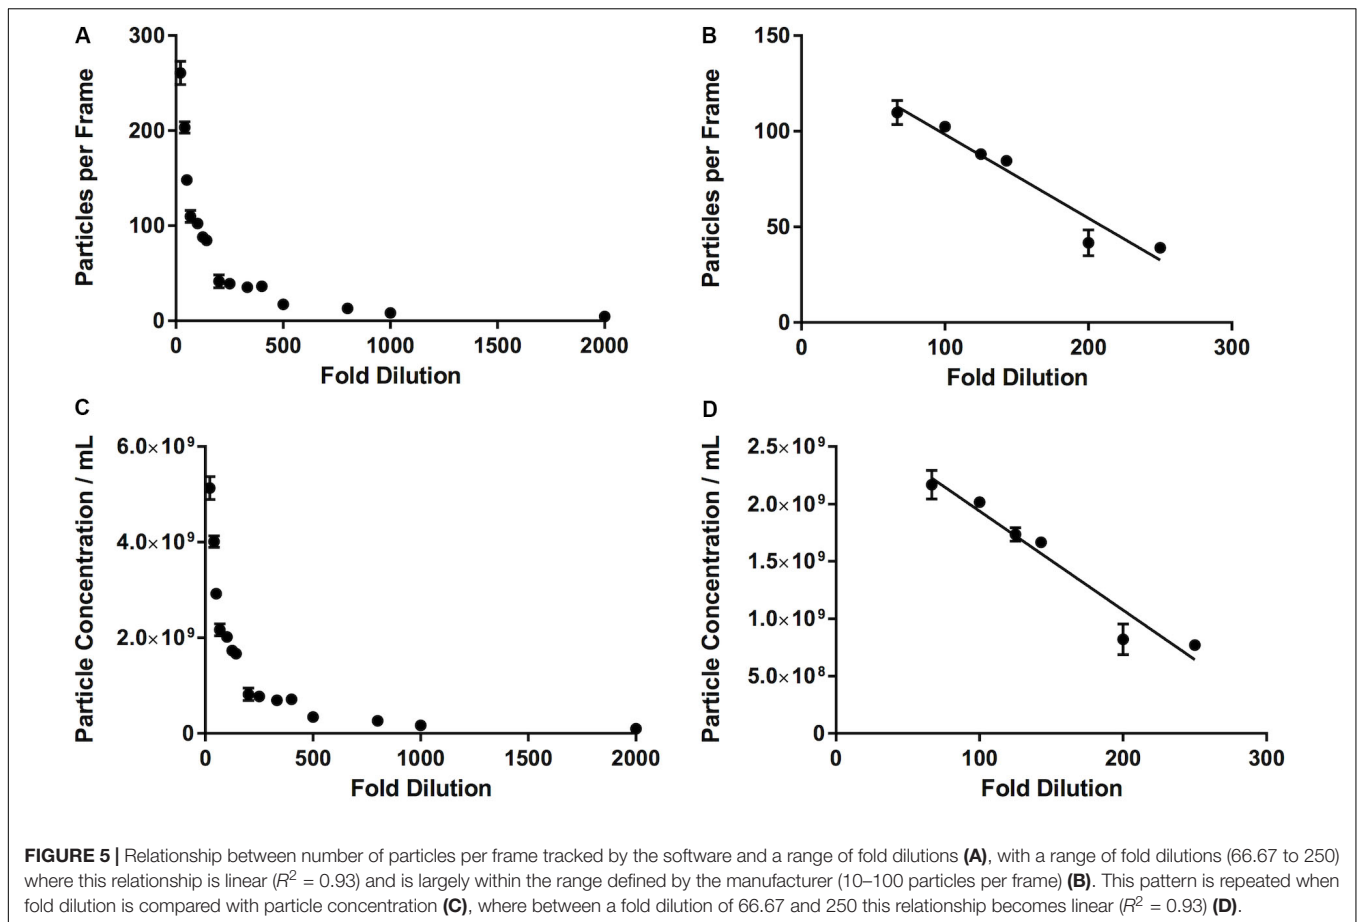 A
300
200
100
0
Particles per Frame
0 500 1000 1500 2000
Fold Dilution
B
150
100
50
0
Particles per Frame
0 100 200 300
Fold Dilution
C
6.0×10⁹
4.0×10⁹
2.0×10⁹
0
Particle Concentration / mL
0 500 1000 1500 2000
Fold Dilution
D
2.5×10⁹
2.0×10⁹
1.5×10⁹
1.0×10⁹
5.0×10⁸
0
Particle Concentration / mL
0 100 200 300
Fold Dilution
FIGURE 5 | Relationship between number of particles per frame tracked by the software and a range of fold dilutions (A), with a range of fold dilutions (66.67 to 250)
where this relationship is linear (R² = 0.93) and is largely within the range defined by the manufacturer (10–100 particles per frame) (B). This pattern is repeated when
fold dilution is compared with particle concentration (C), where between a fold dilution of 66.67 and 250 this relationship becomes linear (R² = 0.93) (D).